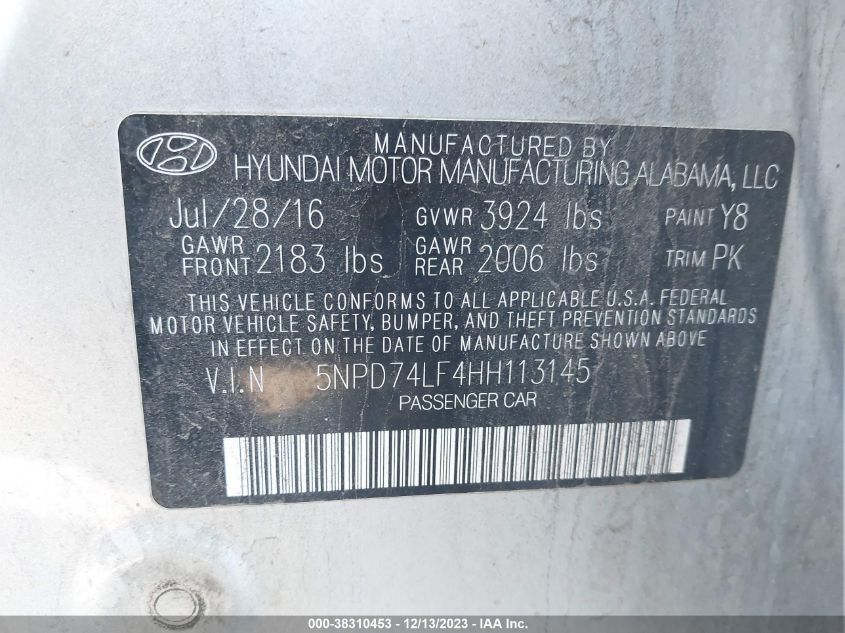 MANUFACTURED BY
HYUNDAI MOTOR MANUFACTURING ALABAMA, LLC
Jul/28/16 GVWR 3924 lbs PAINT Y8
GAWR FRONT 2183 lbs GAWR REAR 2006 lbs TRIM PK
THIS VEHICLE CONFORMS TO ALL APPLICABLE U.S.A. FEDERAL
MOTOR VEHICLE SAFETY, BUMPER, AND THEFT PREVENTION STANDARDS
IN EFFECT ON THE DATE OF MANUFACTURE SHOWN ABOVE.
V.I.N 5NPD74LF4HH113145
PASSENGER CAR
000-38310453 - 12/13/2023 - iaai.com